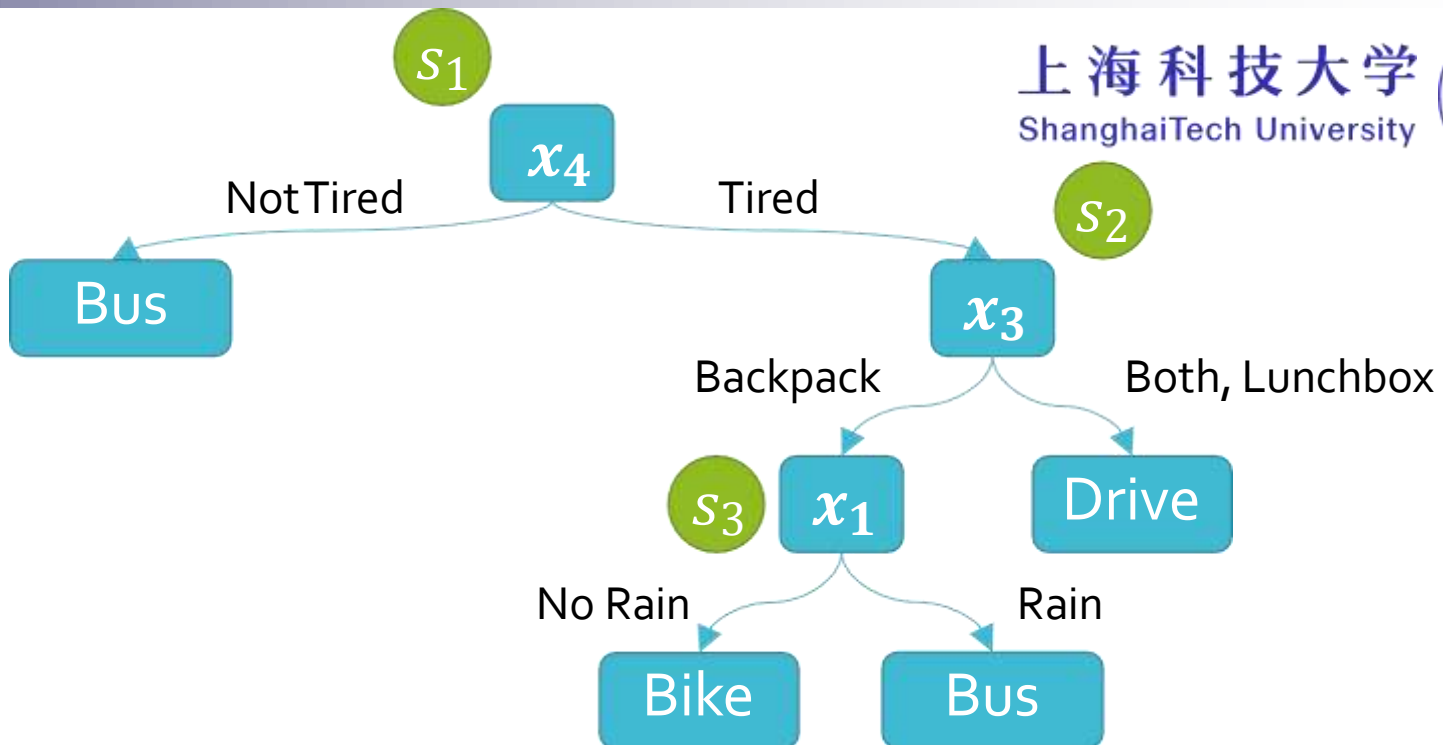 s₁
上海科技大学
ShanghaiTech University
x₄
Not Tired
Tired
s₂
Bus
x₃
Backpack
Both, Lunchbox
s₃
x₁
Drive
No Rain
Rain
Bike
Bus